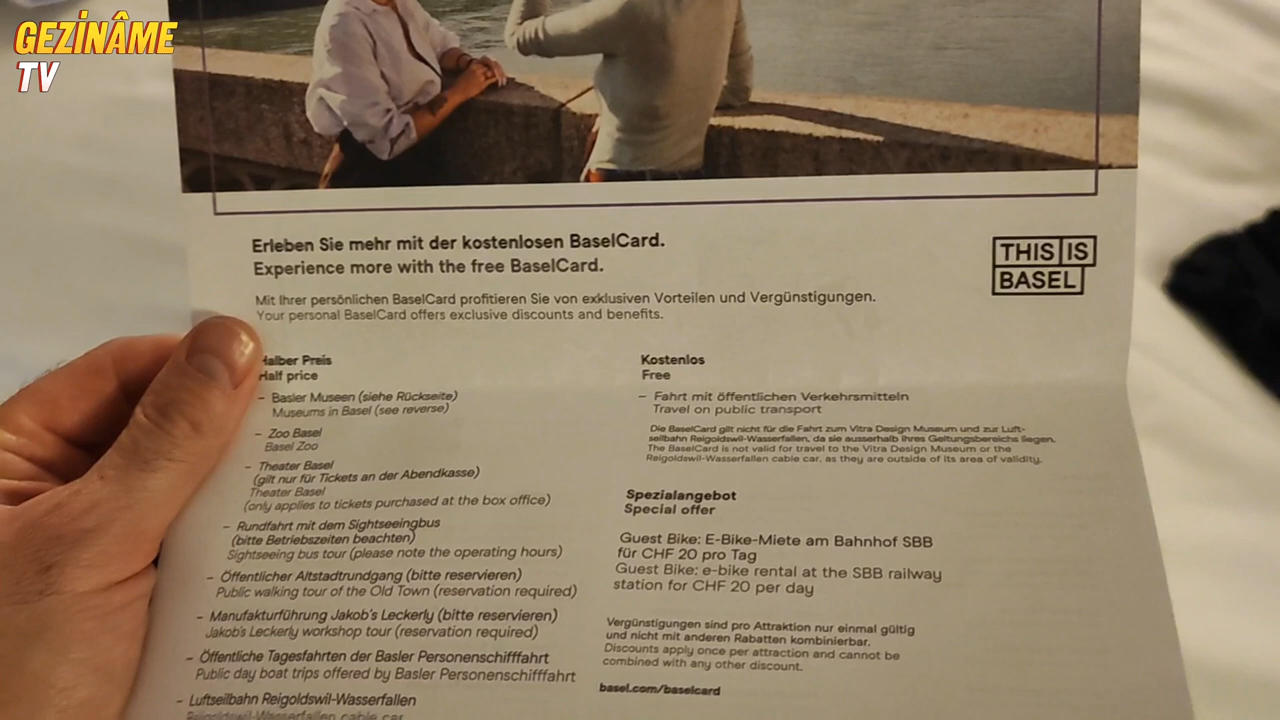 GEZİNÂME
TV
Erleben Sie mehr mit der kostenlosen BaselCard.
Experience more with the free BaselCard.
THIS IS
BASEL
Mit Ihrer persönlichen BaselCard profitieren Sie von exklusiven Vorteilen und Vergünstigungen.
Your personal BaselCard offers exclusive discounts and benefits.
Halber Preis
Half price
– Basler Museen (siehe Rückseite)
Museums in Basel (see reverse)
– Zoo Basel
Basel Zoo
– Theater Basel
(gilt nur für Tickets an der Abendkasse)
Theater Basel
(only applies to tickets purchased at the box office)
– Rundfahrt mit dem Sightseeingbus
(bitte Betriebszeiten beachten)
Sightseeing bus tour (please note the operating hours)
– Öffentlicher Altstadtrundgang (bitte reservieren)
Public walking tour of the Old Town (reservation required)
– Manufakturführung Jakob's Leckerly (bitte reservieren)
Jakob's Leckerly workshop tour (reservation required)
– Öffentliche Tagesfahrten der Basler Personenschifffahrt
Public day boat trips offered by Basler Personenschifffahrt
– Luftseilbahn Reigoldswil-Wasserfallen
Reigoldswil-Wasserfallen cable car
Kostenlos
Free
– Fahrt mit öffentlichen Verkehrsmitteln
Travel on public transport
Die BaselCard gilt nicht für die Fahrt zum Vitra Design Museum und zur Luft-
seilbahn Reigoldswil-Wasserfallen, da sie ausserhalb ihres Geltungsbereichs liegen.
The BaselCard is not valid for travel to the Vitra Design Museum or the
Reigoldswil-Wasserfallen cable car, as they are outside of its area of validity.
Spezialangebot
Special offer
Guest Bike: E-Bike-Miete am Bahnhof SBB
für CHF 20 pro Tag
Guest Bike: e-bike rental at the SBB railway
station for CHF 20 per day
Vergünstigungen sind pro Attraktion nur einmal gültig
und nicht mit anderen Rabatten kombinierbar.
Discounts apply once per attraction and cannot be
combined with any other discount.
basel.com/baselcard